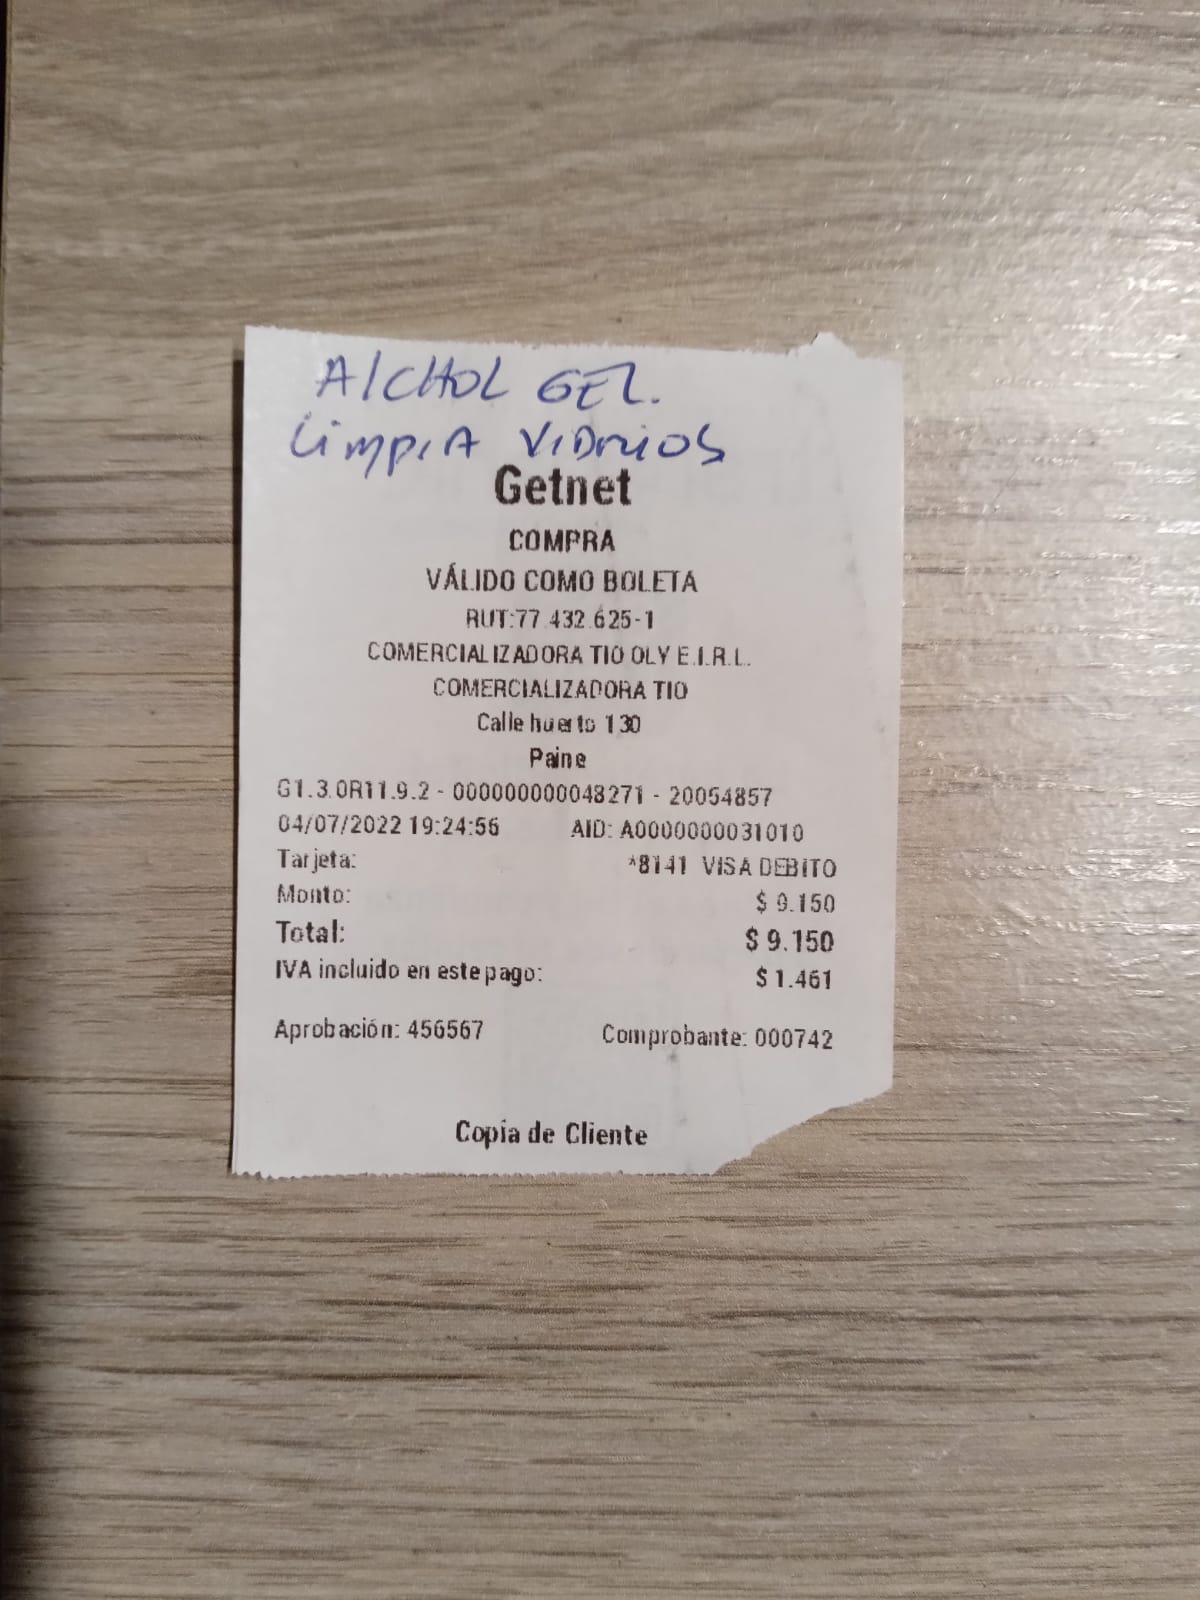 AlCHOL GEL.
Limpia VIDRIOS
Getnet
COMPRA
VÁLIDO COMO BOLETA
RUT:77.432.625-1
COMERCIALIZADORA TIO OLY E.I.R.L.
COMERCIALIZADORA TIO
Calle huerto 130
Paine
G1.3.0R11.9.2 - 000000000048271 - 20054857
04/07/2022 19:24:56 AID: A0000000031010
Tarjeta: *8141 VISA DEBITO
Monto: $ 9.150
Total: $ 9.150
IVA incluido en este pago: $ 1.461
Aprobación: 456567 Comprobante: 000742
Copia de Cliente